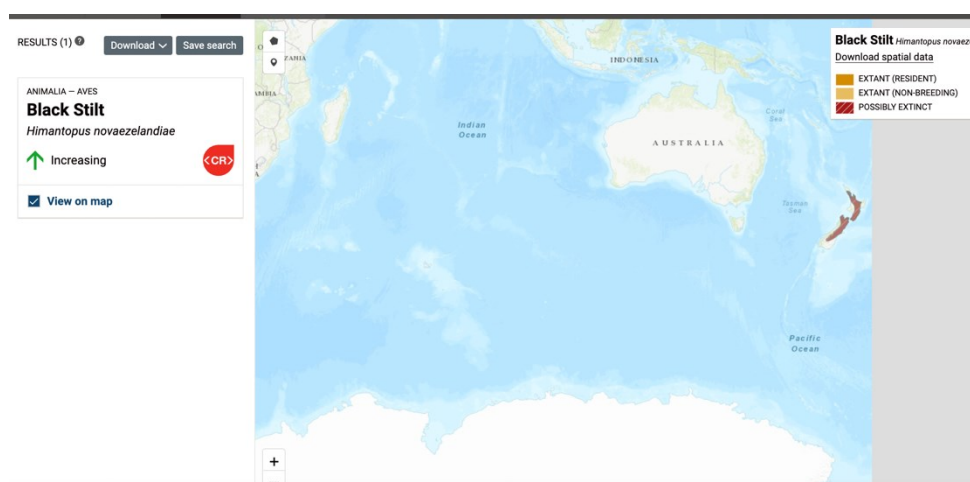 RESULTS (1)
Download
Save search
ANIMALIA — AVES
Black Stilt
Himantopus novaezelandiae
Increasing
<CR>
View on map
INDONESIA
Indian
Ocean
AUSTRALIA
Coral
Sea
Tasman
Sea
Pacific
Ocean
+
Black Stilt Himantopus novaeze
Download spatial data
EXTANT (RESIDENT)
EXTANT (NON-BREEDING)
POSSIBLY EXTINCT